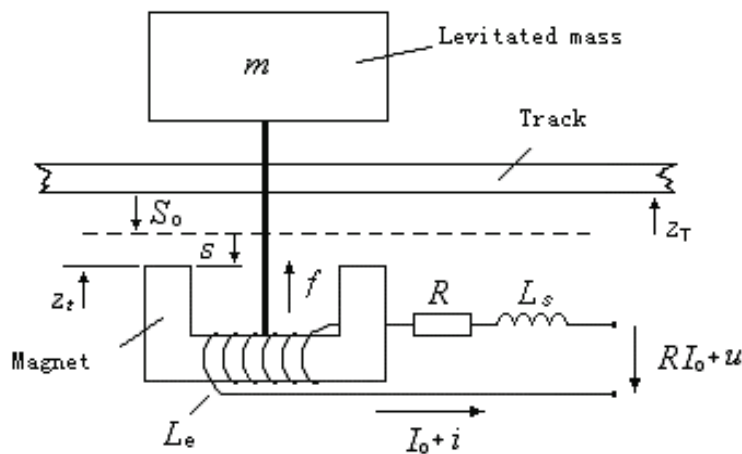 Levitated mass
m
Track
S₀
s
z_T
z_t
f
R
L_s
Magnet
RI₀+u
L_e
I₀+i